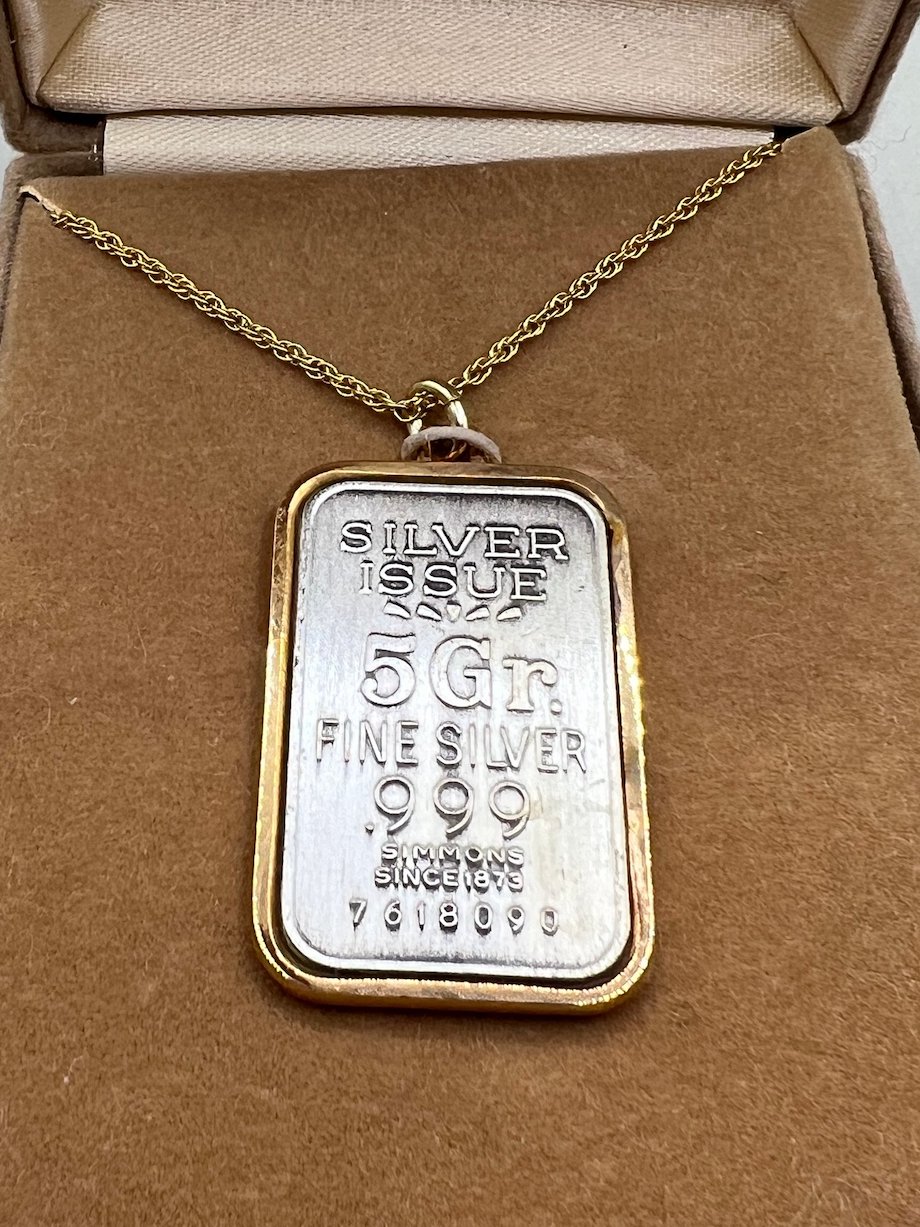 SILVER
ISSUE
5Gr.
FINE SILVER
.999
SIMMONS
SINCE 1873
7618090